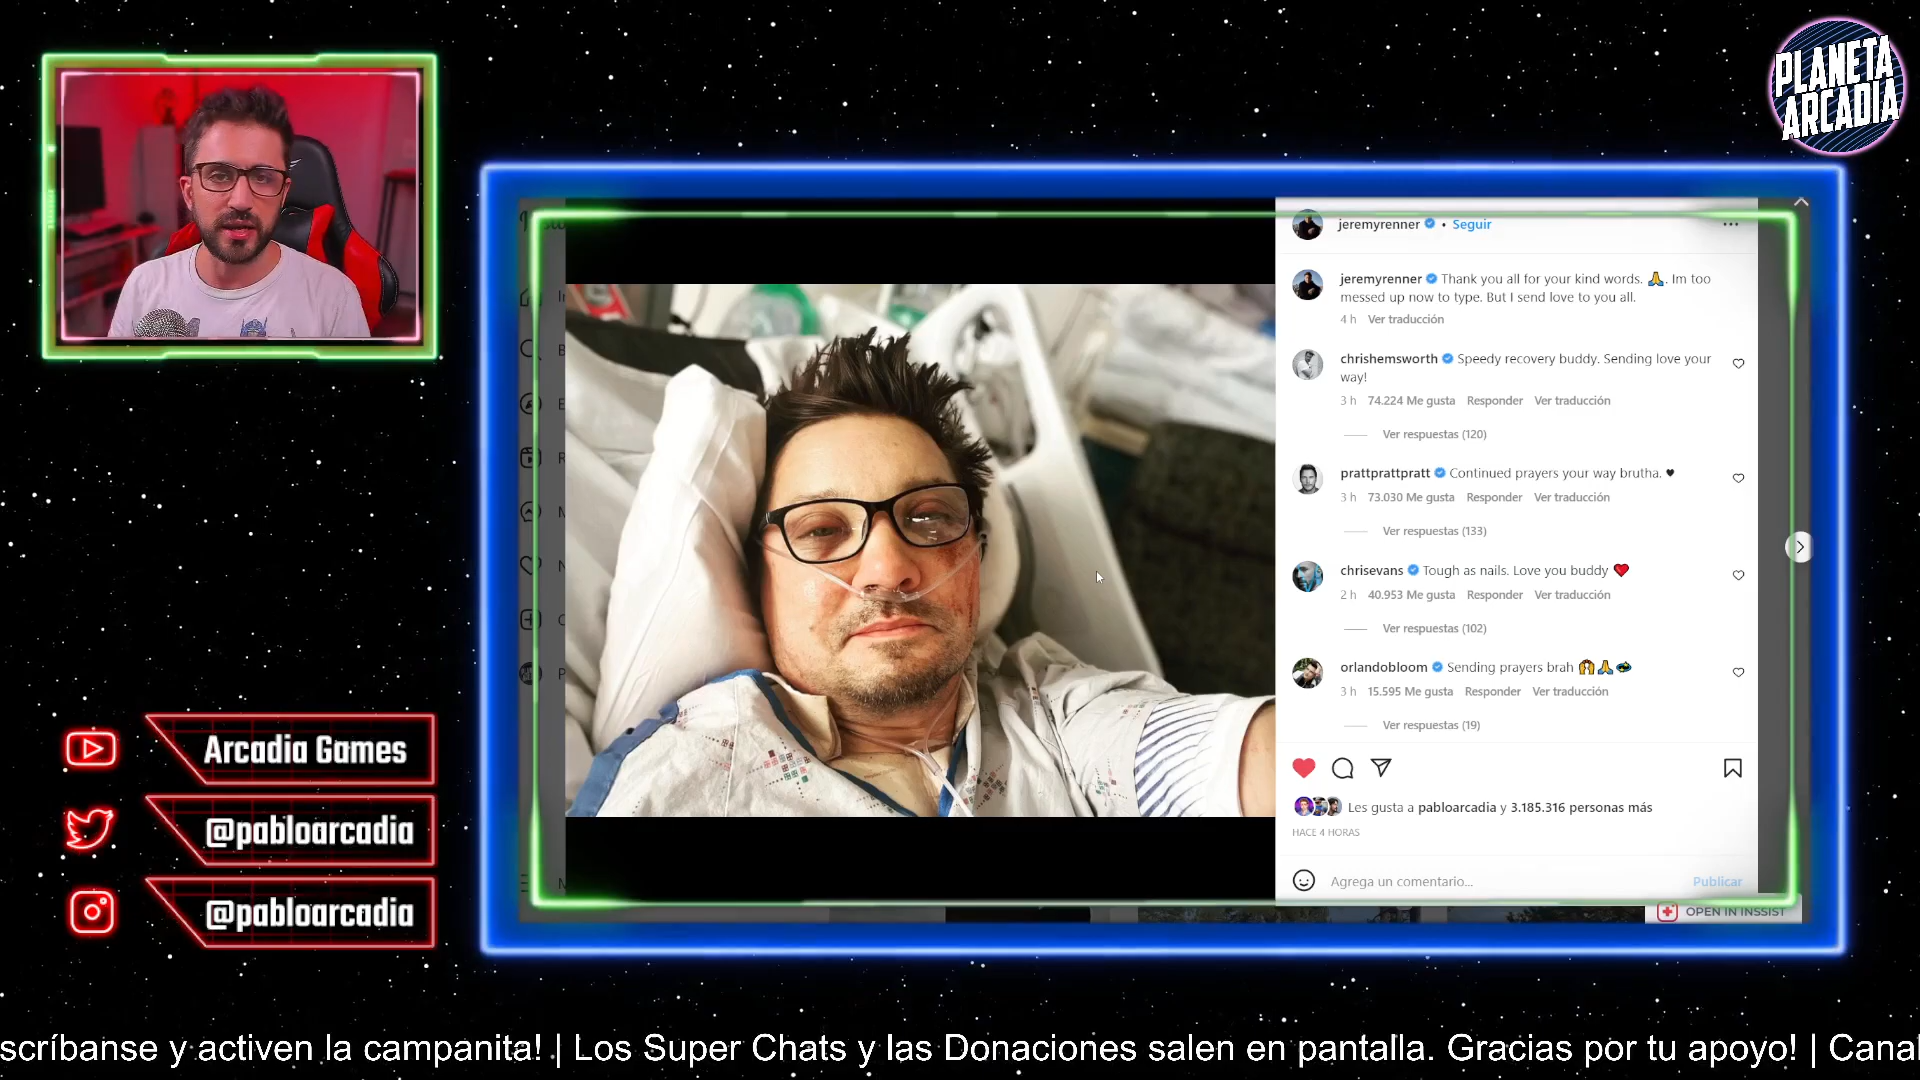 PLANETA
ARCADIA
jeremyrenner • Seguir
jeremyrenner Thank you all for your kind words. 🙏. Im too
messed up now to type. But I send love to you all.
4 h Ver traducción
chrishemsworth Speedy recovery buddy. Sending love your
way!
3 h 74.224 Me gusta Responder Ver traducción
Ver respuestas (120)
prattprattpratt Continued prayers your way brutha. ♥
3 h 73.030 Me gusta Responder Ver traducción
Ver respuestas (133)
chrisevans Tough as nails. Love you buddy ❤️
2 h 40.953 Me gusta Responder Ver traducción
Ver respuestas (102)
orlandobloom Sending prayers brah
3 h 15.595 Me gusta Responder Ver traducción
Ver respuestas (19)
Les gusta a pabloarcadia y 3.185.316 personas más
HACE 4 HORAS
Agrega un comentario... Publicar
OPEN IN INSSIST
Arcadia Games
@pabloarcadia
@pabloarcadia
scríbanse y activen la campanita! | Los Super Chats y las Donaciones salen en pantalla. Gracias por tu apoyo! | Canal